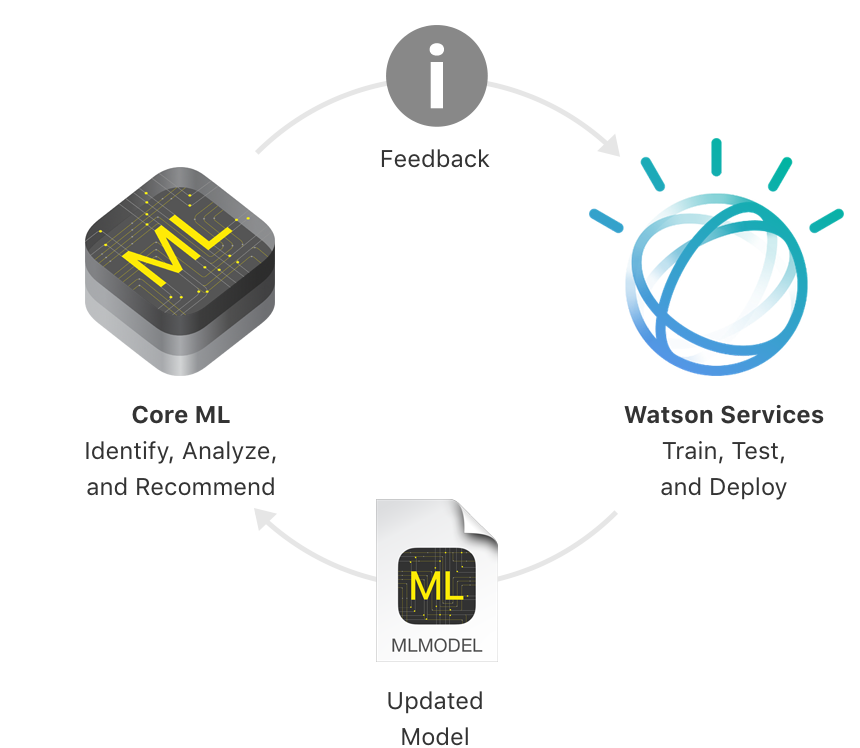 i
Feedback
ML
Core ML
Identify, Analyze,
and Recommend
Watson Services
Train, Test,
and Deploy
ML
MLMODEL
Updated
Model